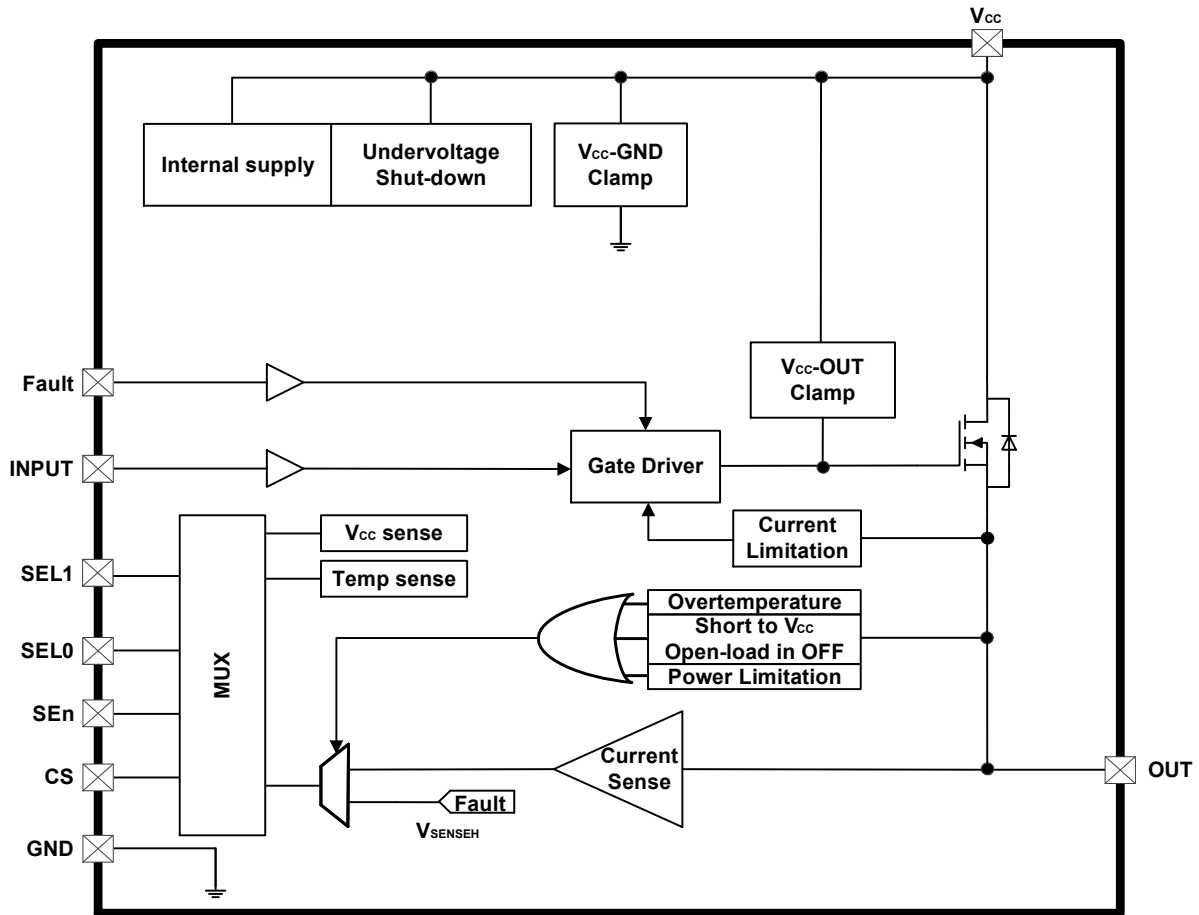 Vcc
Internal supply
Undervoltage
Shut-down
Vcc-GND
Clamp
Vcc-OUT
Clamp
Fault
INPUT
Gate Driver
Current
Limitation
Vcc sense
Temp sense
SEL1
SEL0
SEn
CS
GND
MUX
Overtemperature
Short to Vcc
Open-load in OFF
Power Limitation
Current
Sense
Fault
VSENSEH
OUT